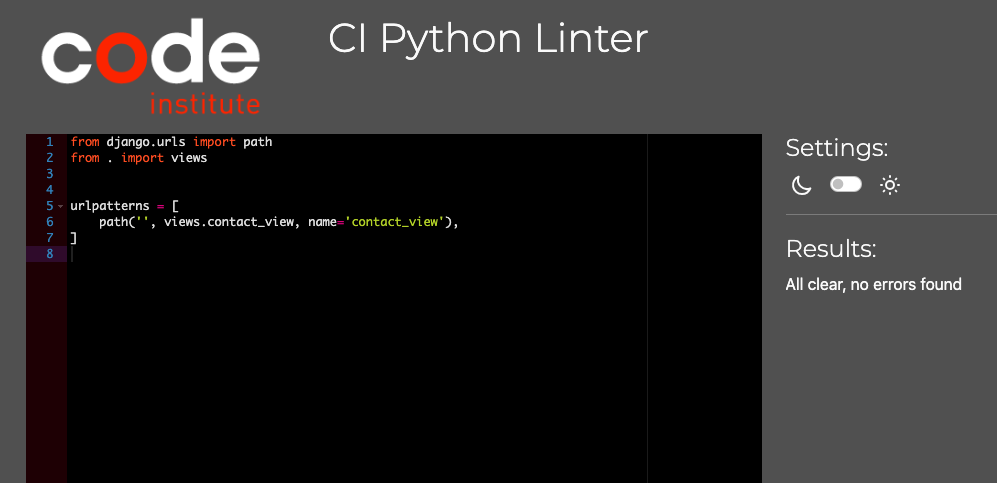 code
institute
CI Python Linter
1 from django.urls import path
2 from . import views
3
4
5 urlpatterns = [
6     path('', views.contact_view, name='contact_view'),
7 ]
8
Settings:
Results:
All clear, no errors found